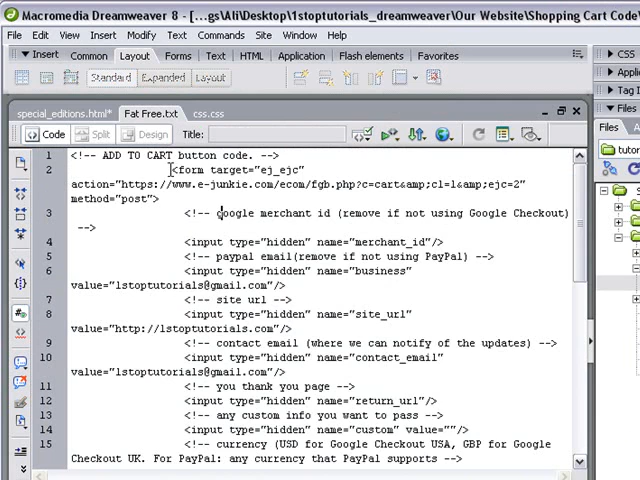 Macromedia Dreamweaver 8 - [...gs\Ali\Desktop\1stoptutorials_dreamweaver\Our Website\Shopping Cart Code\
File Edit View Insert Modify Text Commands Site Window Help
Insert Common Layout Text HTML Application Flash elements Favorites
CSS
Standard Expanded Layout
Applic
Tag I
Files
special_editions.html* Fat Free.txt css.css
Files
Code Split Design Title:
tutor
1 <!-- ADD TO CART button code. -->
2 <form target="ej_ejc"
action="https://www.e-junkie.com/ecom/fgb.php?c=cart&amp;cl=1&amp;ejc=2"
method="post">
3 <!-- google merchant id (remove if not using Google Checkout)
-->
4 <input type="hidden" name="merchant_id"/>
5 <!-- paypal email(remove if not using PayPal) -->
6 <input type="hidden" name="business"
value="1stoptutorials@gmail.com"/>
7 <!-- site url -->
8 <input type="hidden" name="site_url"
value="http://1stoptutorials.com"/>
9 <!-- contact email (where we can notify of the updates) -->
10 <input type="hidden" name="contact_email"
value="1stoptutorials@gmail.com"/>
11 <!-- you thank you page -->
12 <input type="hidden" name="return_url"/>
13 <!-- any custom info you want to pass -->
14 <input type="hidden" name="custom" value=""/>
15 <!-- currency (USD for Google Checkout USA, GBP for Google
Checkout UK. For PayPal: any currency that PayPal supports -->